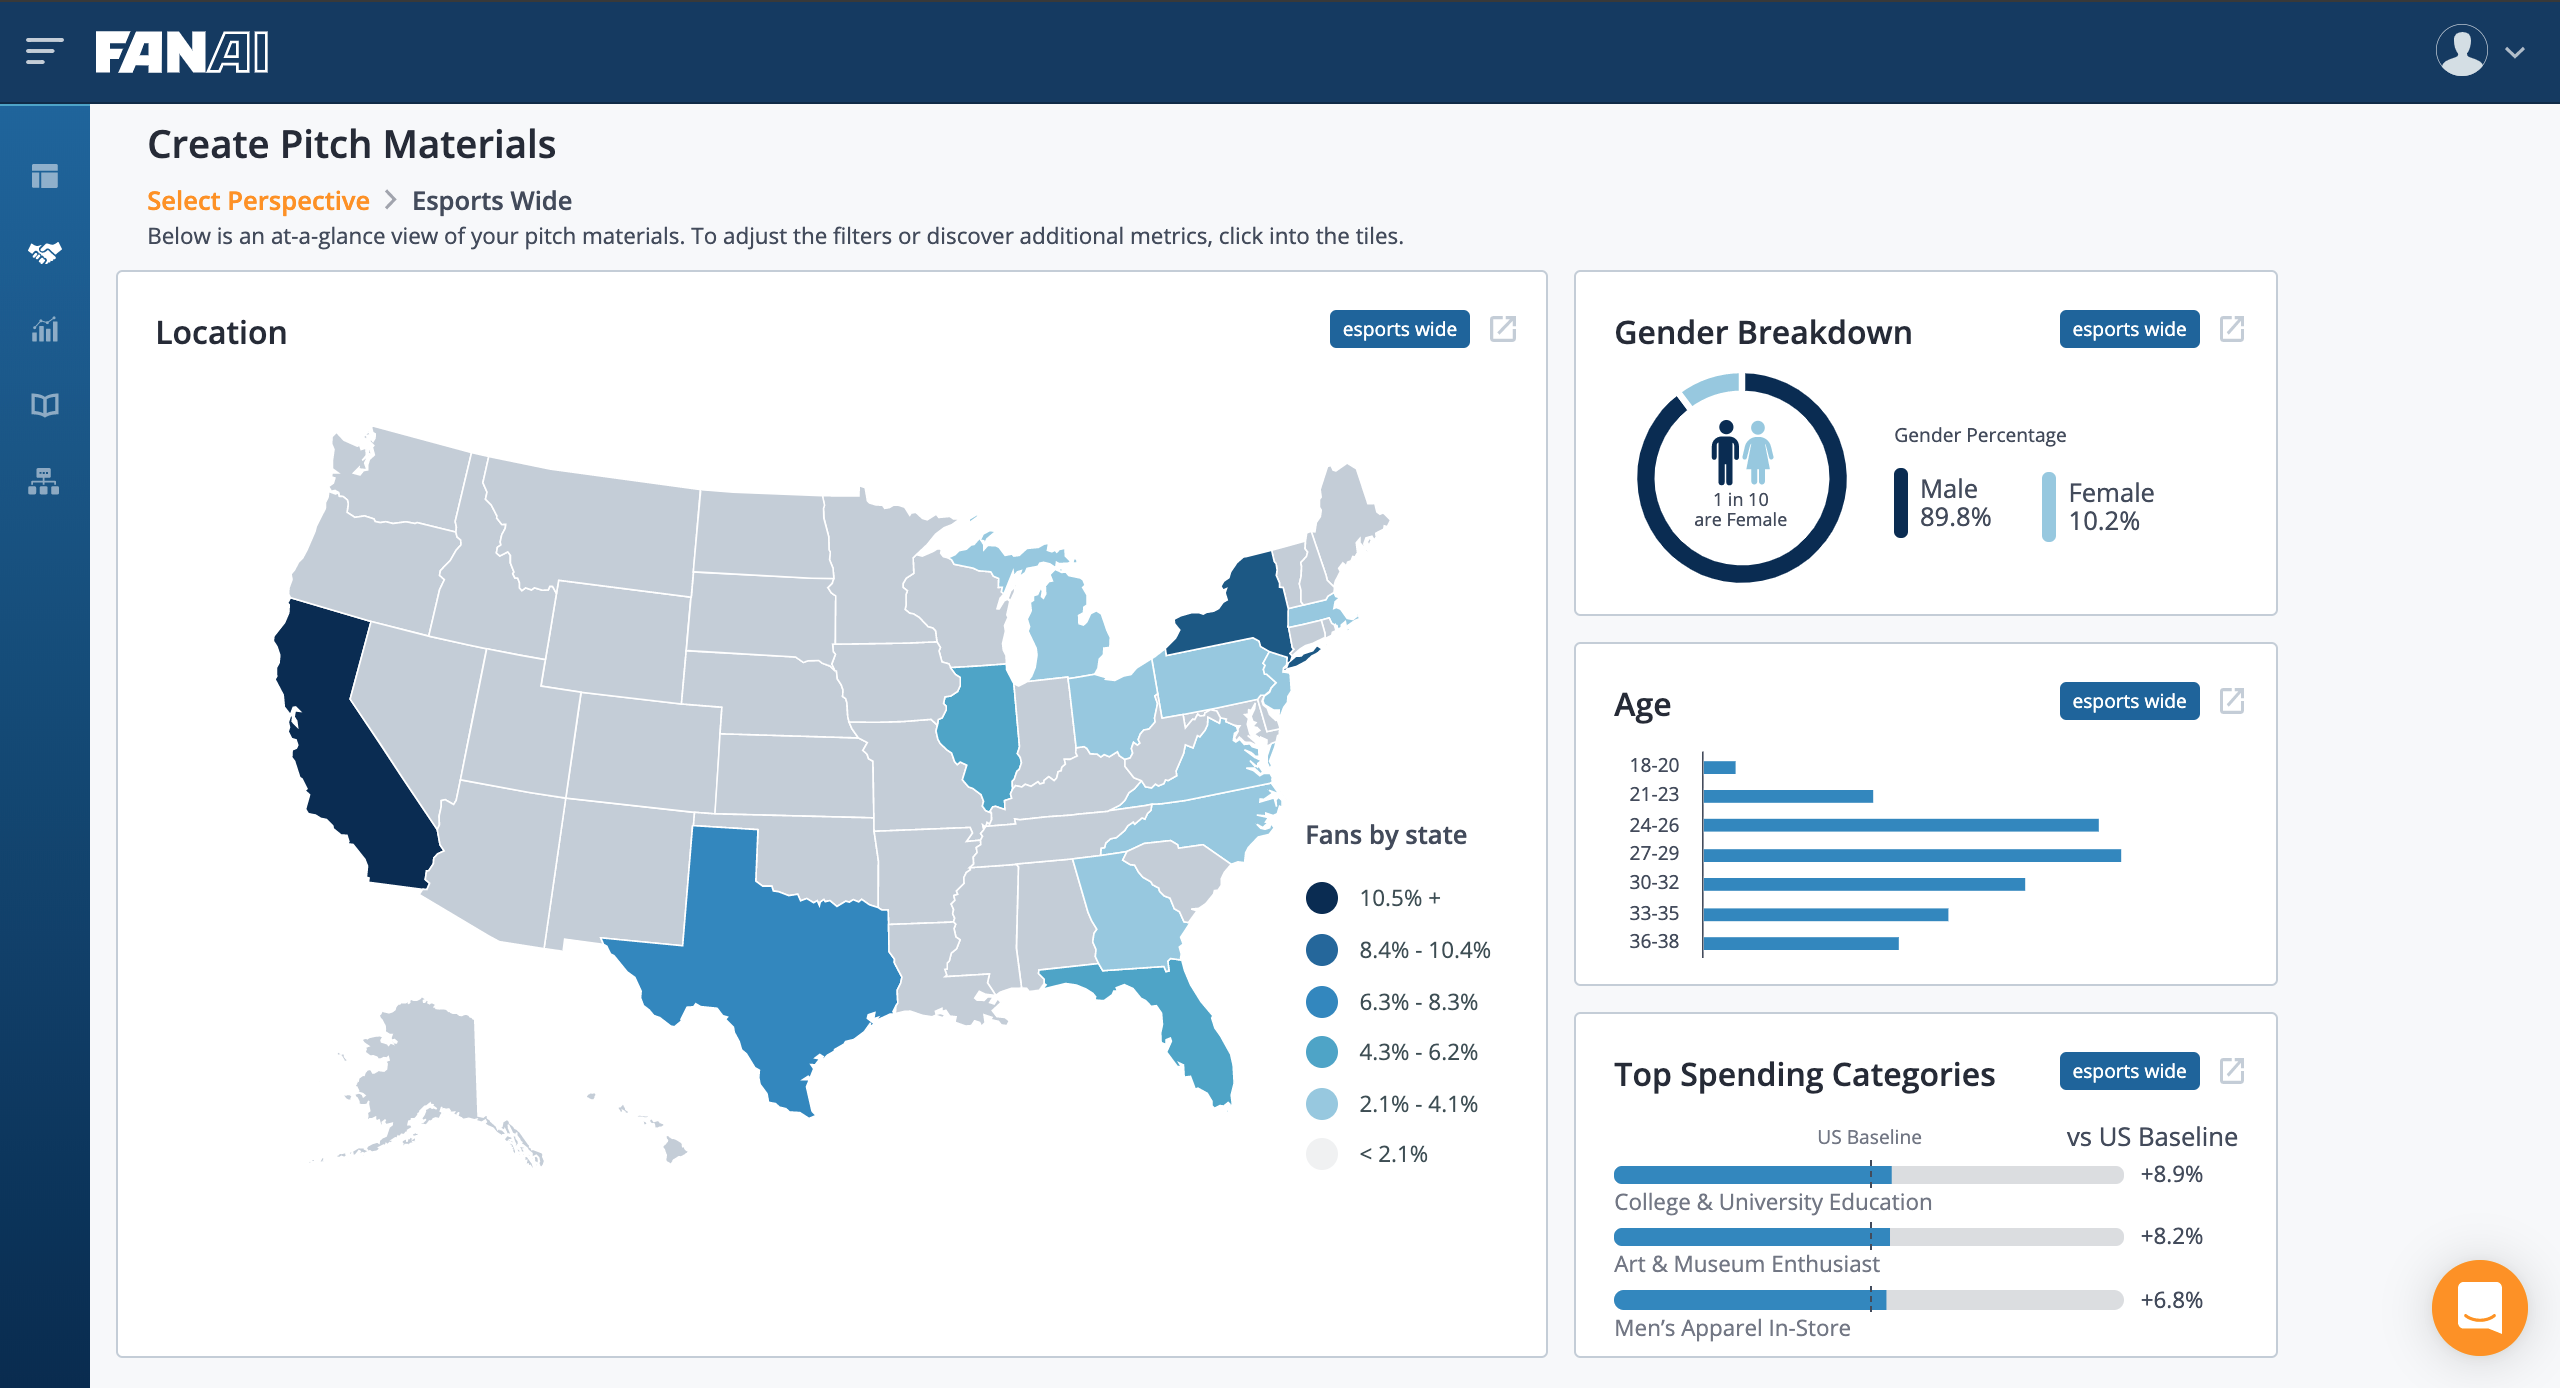 FANAI
Create Pitch Materials
Select Perspective > Esports Wide
Below is an at-a-glance view of your pitch materials. To adjust the filters or discover additional metrics, click into the tiles.
Location
esports wide
Fans by state
10.5% +
8.4% - 10.4%
6.3% - 8.3%
4.3% - 6.2%
2.1% - 4.1%
< 2.1%
Gender Breakdown
esports wide
1 in 10
are Female
Gender Percentage
Male
89.8%
Female
10.2%
Age
esports wide
18-20
21-23
24-26
27-29
30-32
33-35
36-38
Top Spending Categories
esports wide
US Baseline
vs US Baseline
+8.9%
College & University Education
+8.2%
Art & Museum Enthusiast
+6.8%
Men’s Apparel In-Store